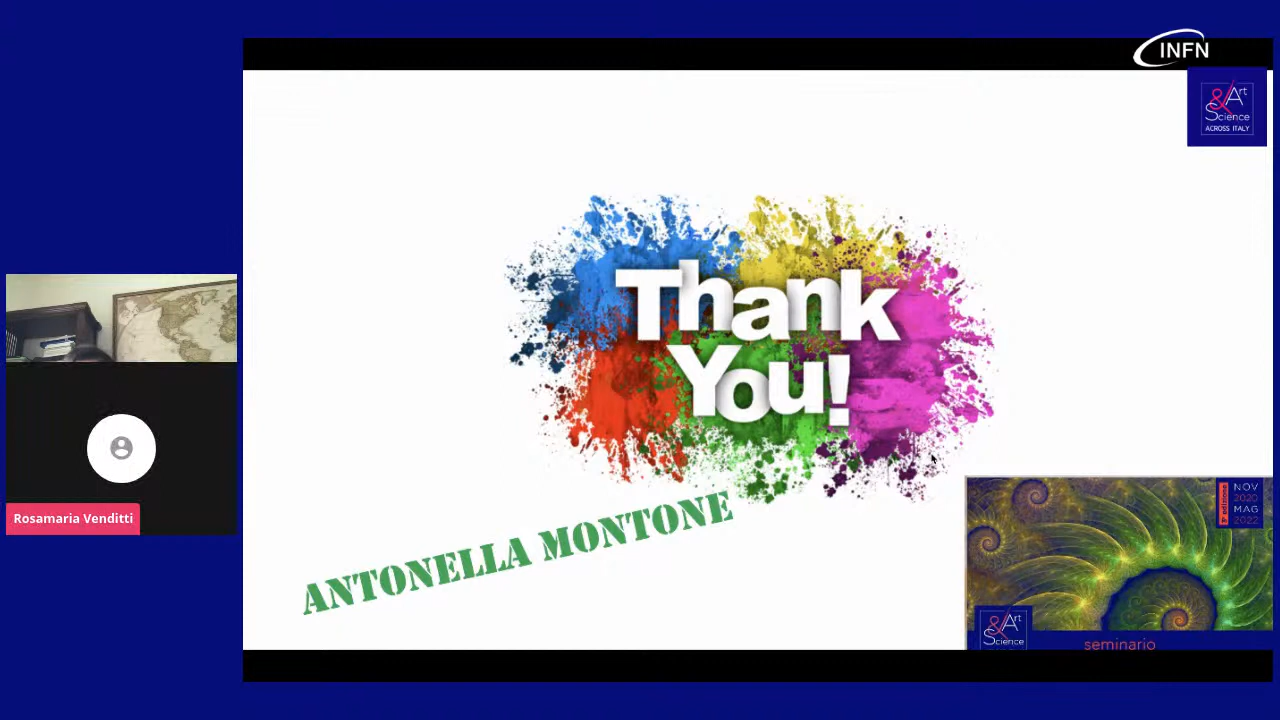 INFN
&Art
Science
ACROSS ITALY
Thank
You!
ANTONELLA MONTONE
Rosamaria Venditti
NOV
2020
MAG
2022
&Art
Science
seminario